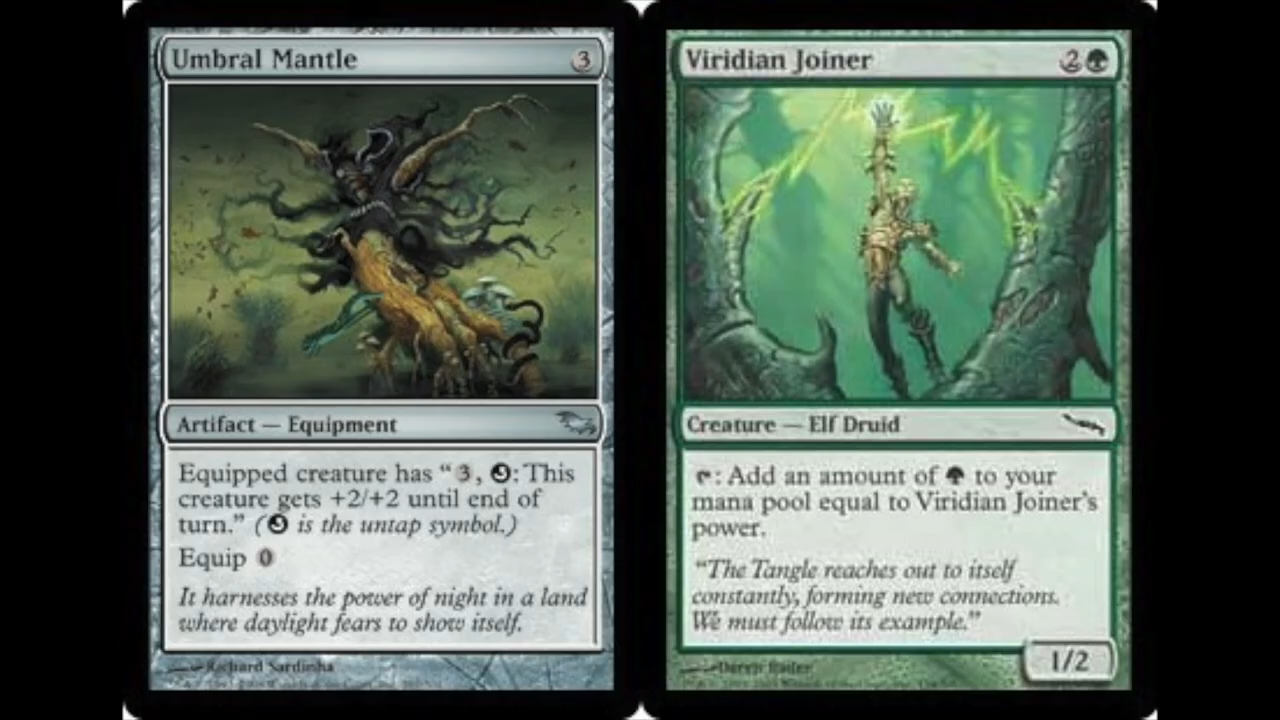 Umbral Mantle 3
Artifact — Equipment
Equipped creature has “3, : This
creature gets +2/+2 until end of
turn.” ( is the untap symbol.)
Equip 0
It harnesses the power of night in a land
where daylight fears to show itself.
Richard Sardinha
Viridian Joiner 2
Creature — Elf Druid
: Add an amount of to your
mana pool equal to Viridian Joiner’s
power.
“The Tangle reaches out to itself
constantly, forming new connections.
We must follow its example.”
1/2